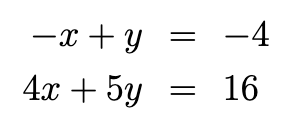 −x + y = −4
4x + 5y = 16